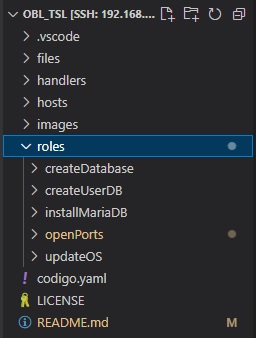 OBL_TSL [SSH: 192.168....
.vscode
files
handlers
hosts
images
roles
createDatabase
createUserDB
installMariaDB
openPorts
updateOS
! codigo.yaml
LICENSE
README.md M